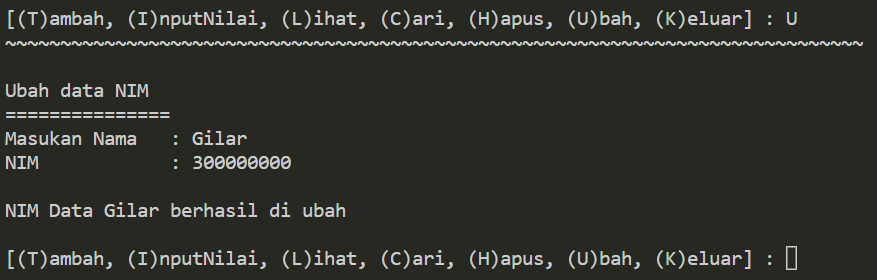 [(T)ambah, (I)nputNilai, (L)ihat, (C)ari, (H)apus, (U)bah, (K)eluar] : U
~~~~~~~~~~~~~~~~~~~~~~~~~~~~~~~~~~~~~~~~~~~~~~~~~~~~~~~~~~~~~~~~~~~~~~~~~~~~~~
Ubah data NIM
===============
Masukan Nama   : Gilar
NIM            : 300000000
NIM Data Gilar berhasil di ubah
[(T)ambah, (I)nputNilai, (L)ihat, (C)ari, (H)apus, (U)bah, (K)eluar] :